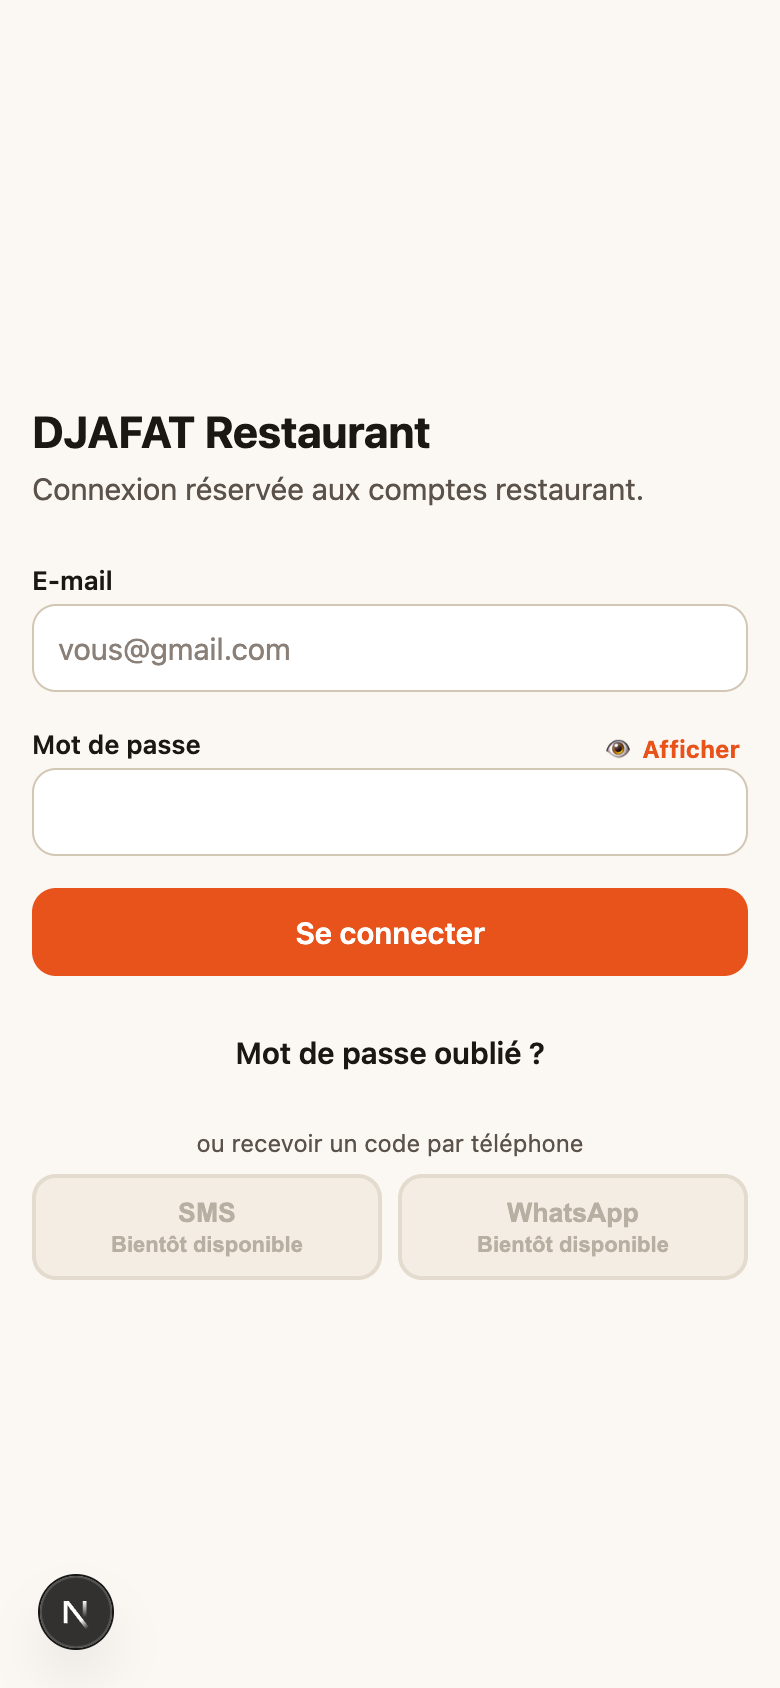 DJAFAT Restaurant
Connexion réservée aux comptes restaurant.
E-mail
vous@gmail.com
Mot de passe
👁 Afficher
Se connecter
Mot de passe oublié ?
ou recevoir un code par téléphone
SMS
Bientôt disponible
WhatsApp
Bientôt disponible
N